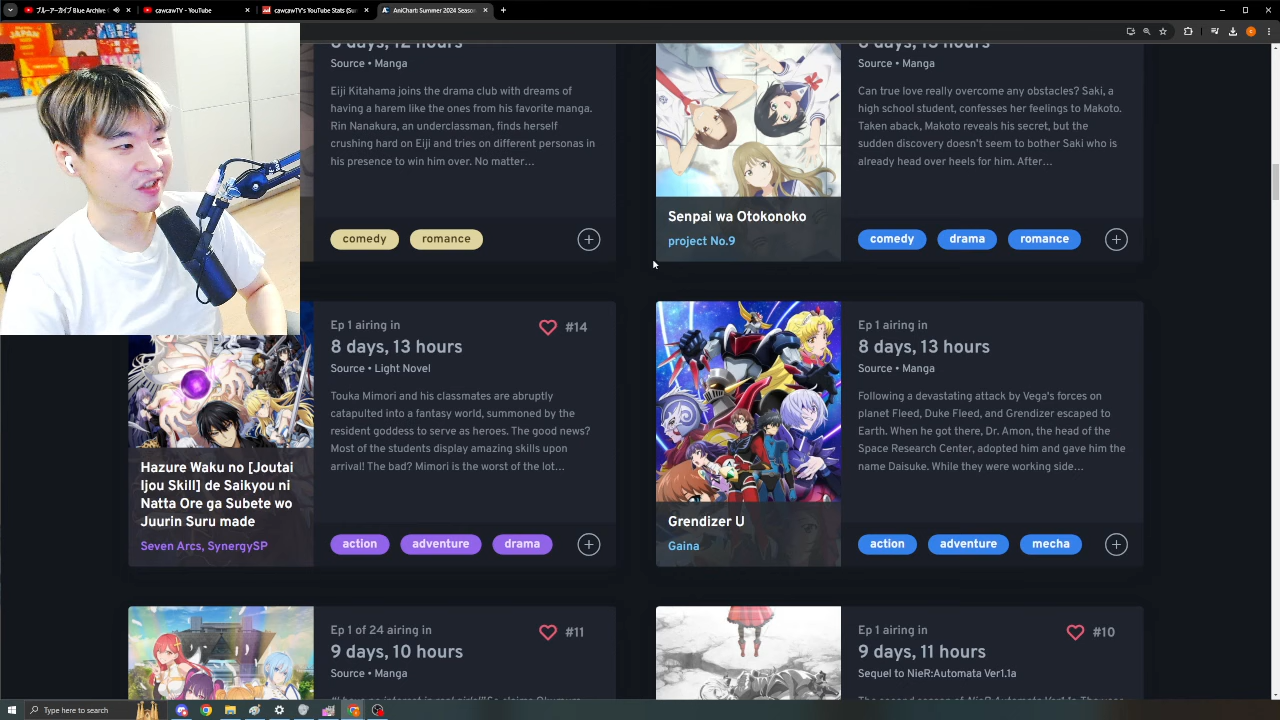 ブルーアーカイブ Blue Archive
cawcawTV - YouTube
cawcawTV's YouTube Stats (Su
AniChart: Summer 2024 Seaso
JAPAN
Source • Manga
Eiji Kitahama joins the drama club with dreams of
having a harem like the ones from his favorite manga.
Rin Nanakura, an underclassman, finds herself
crushing hard on Eiji and tries on different personas in
his presence to win him over. No matter…
comedy
romance
Source • Manga
Can true love really overcome any obstacles? Saki, a
high school student, confesses her feelings to Makoto.
Taken aback, Makoto reveals his secret, but the
sudden discovery doesn't seem to bother Saki who is
already head over heels for him. After…
Senpai wa Otokonoko
project No.9
comedy
drama
romance
Ep 1 airing in
#14
8 days, 13 hours
Source • Light Novel
Touka Mimori and his classmates are abruptly
catapulted into a fantasy world, summoned by the
resident goddess to serve as heroes. The good news?
Most of the students display amazing skills upon
arrival! The bad? Mimori is the worst of the lot…
Hazure Waku no [Joutai
Ijou Skill] de Saikyou ni
Natta Ore ga Subete wo
Juurin Suru made
Seven Arcs, SynergySP
action
adventure
drama
Ep 1 airing in
8 days, 13 hours
Source • Manga
Following a devastating attack by Vega's forces on
planet Fleed, Duke Fleed, and Grendizer escaped to
Earth. When he got there, Dr. Amon, the head of the
Space Research Center, adopted him and gave him the
name Daisuke. While they were working side…
Grendizer U
Gaina
action
adventure
mecha
Ep 1 of 24 airing in
#11
9 days, 10 hours
Source • Manga
Ep 1 airing in
#10
9 days, 11 hours
Sequel to NieR:Automata Ver1.1a
Type here to search